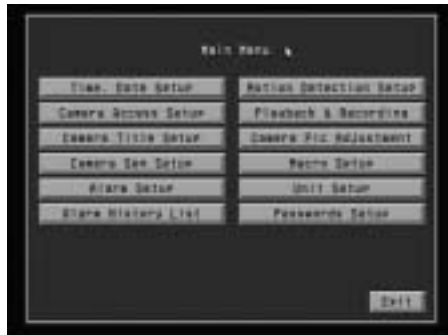 Main Menu
Time, Date Setup
Motion Detection Setup
Camera Access Setup
Playback & Recording
Camera Title Setup
Camera Pic Adjustment
Camera Seq Setup
Macro Setup
Alarm Setup
Unit Setup
Alarm History List
Passwords Setup
Exit